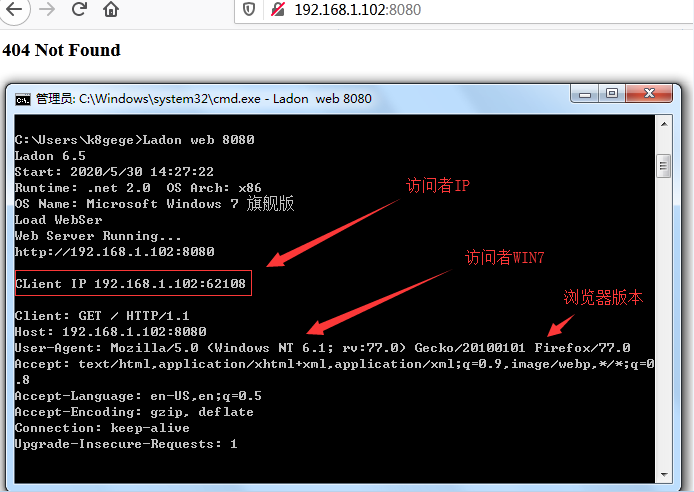 192.168.1.102:8080
404 Not Found
管理员: C:\Windows\system32\cmd.exe - Ladon web 8080
C:\Users\k8gege>Ladon web 8080
Ladon 6.5
Start: 2020/5/30 14:27:22
Runtime: .net 2.0 OS Arch: x86
OS Name: Microsoft Windows 7 旗舰版
Load WebSer
Web Server Running...
http://192.168.1.102:8080
访问者IP
CLient IP 192.168.1.102:62108
访问者WIN7
浏览器版本
Client: GET / HTTP/1.1
Host: 192.168.1.102:8080
User-Agent: Mozilla/5.0 (Windows NT 6.1; rv:77.0) Gecko/20100101 Firefox/77.0
Accept: text/html,application/xhtml+xml,application/xml;q=0.9,image/webp,*/*;q=0
.8
Accept-Language: en-US,en;q=0.5
Accept-Encoding: gzip, deflate
Connection: keep-alive
Upgrade-Insecure-Requests: 1